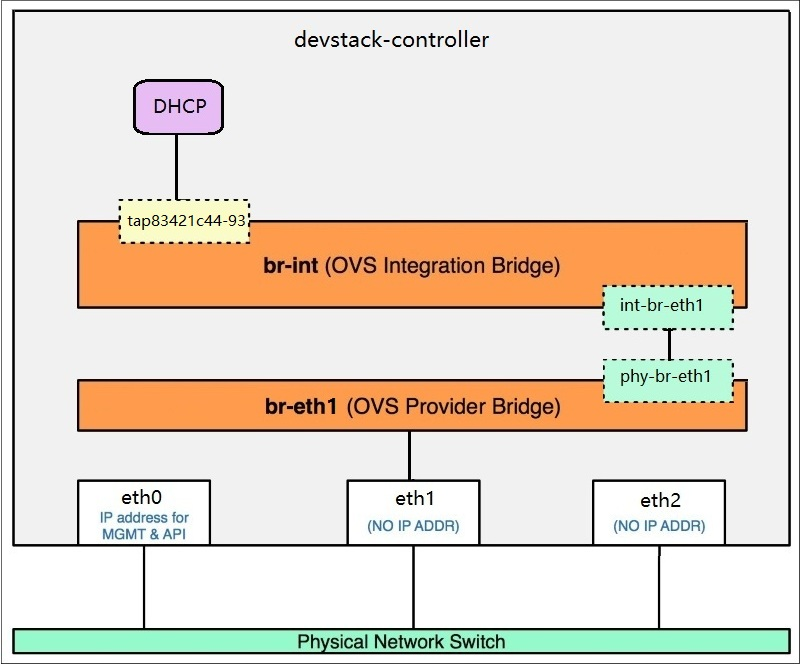 devstack-controller
DHCP
tap83421c44-93
br-int (OVS Integration Bridge)
int-br-eth1
phy-br-eth1
br-eth1 (OVS Provider Bridge)
eth0
IP address for
MGMT & API
eth1
(NO IP ADDR)
eth2
(NO IP ADDR)
Physical Network Switch